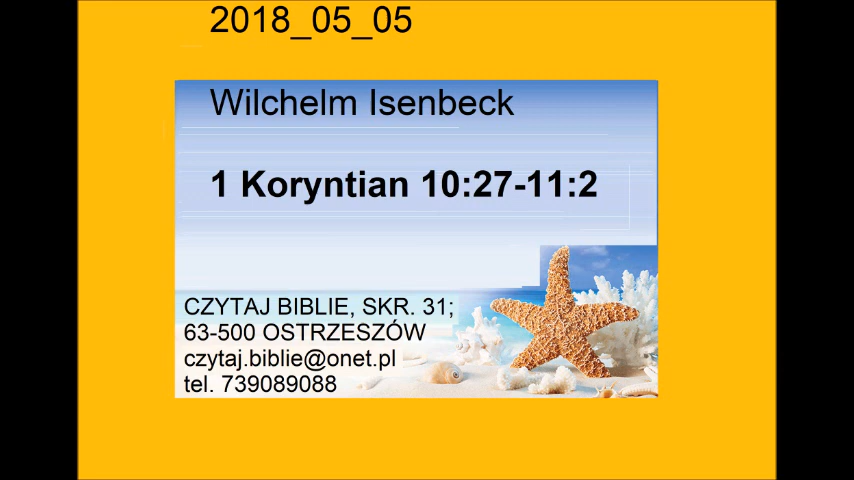 2018_05_05
Wilchelm Isenbeck
1 Koryntian 10:27-11:2
CZYTAJ BIBLIE, SKR. 31;
63-500 OSTRZESZÓW
czytaj.biblie@onet.pl
tel. 739089088